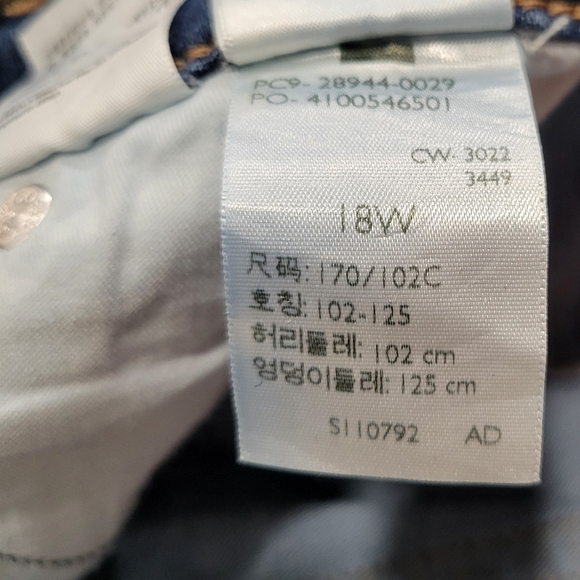 PC9- 28944-0029
PO- 4100546501
CW- 3022
3449
18W
尺码: 170/102C
호칭: 102-125
허리둘레: 102 cm
엉덩이둘레: 125 cm
S110792 AD